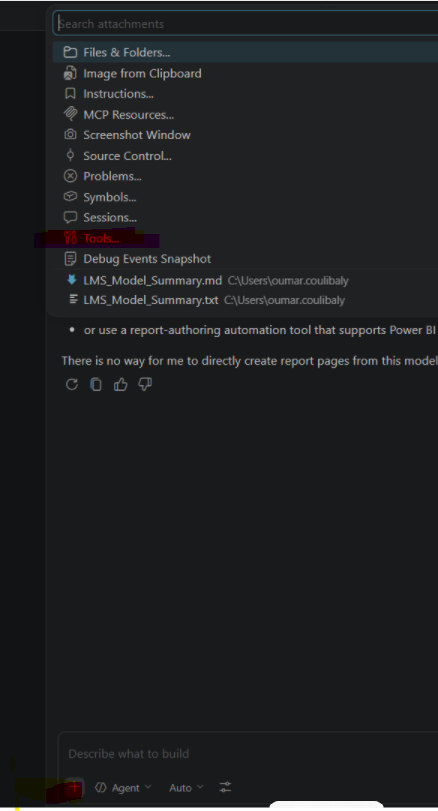 Search attachments
Files & Folders...
Image from Clipboard
Instructions...
MCP Resources...
Screenshot Window
Source Control...
Problems...
Symbols...
Sessions...
Tools...
Debug Events Snapshot
LMS_Model_Summary.md C:\Users\oumar.coulibaly
LMS_Model_Summary.txt C:\Users\oumar.coulibaly
• or use a report-authoring automation tool that supports Power BI
There is no way for me to directly create report pages from this model
Describe what to build
Agent Auto